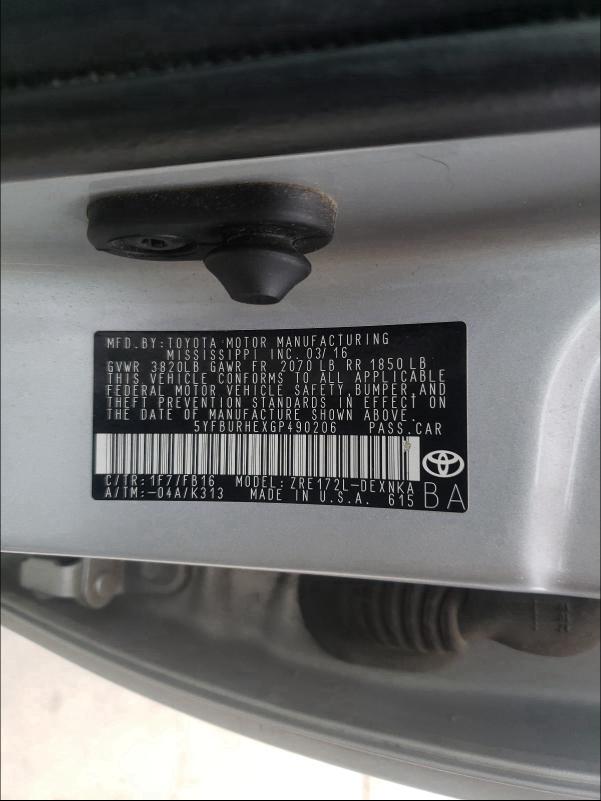 MFD. BY: TOYOTA MOTOR MANUFACTURING
MISSISSIPPI INC. 03/16
GVWR 3820LB GAWR FR 2070 LB RR 1850 LB
THIS VEHICLE CONFORMS TO ALL APPLICABLE
FEDERAL MOTOR VEHICLE SAFETY, BUMPER, AND
THEFT PREVENTION STANDARDS IN EFFECT ON
THE DATE OF MANUFACTURE SHOWN ABOVE.
5YFBURHEXGP490206 PASS. CAR
C/TR: 1F7/FB16 MODEL: ZRE172L-DEXNKA
A/TM: -04A/K313 MADE IN U.S.A. 615 BA